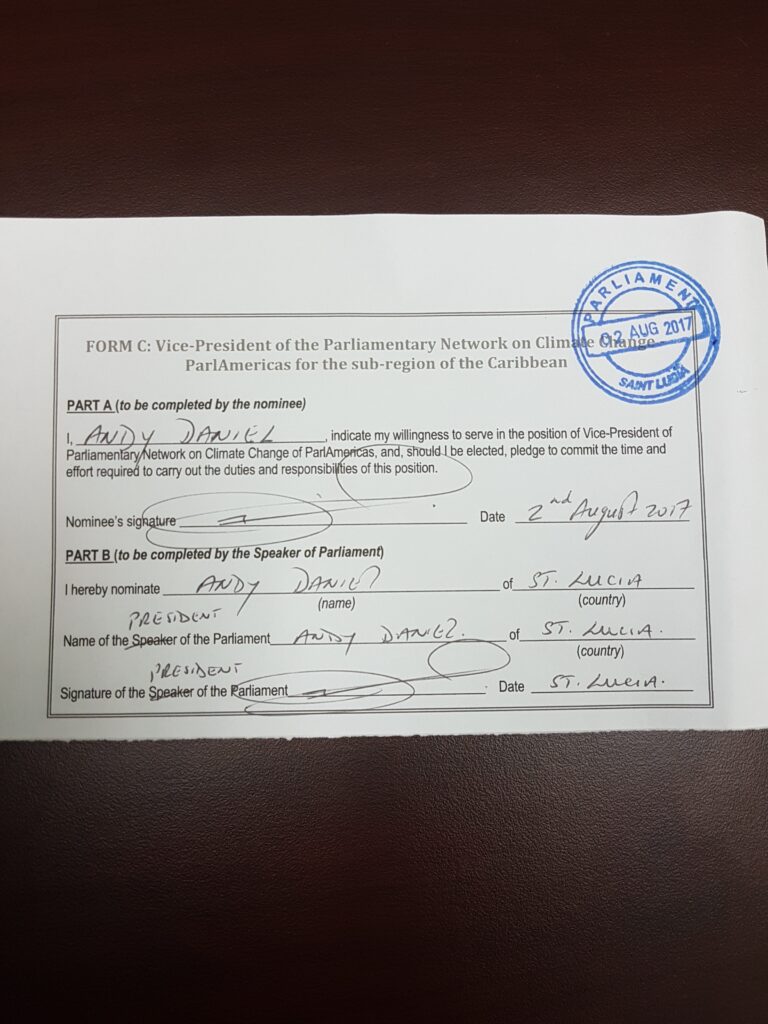 PARLIAMENT
02 AUG 2017
SAINT LUCIA
FORM C: Vice-President of the Parliamentary Network on Climate Change -
ParlAmericas for the sub-region of the Caribbean
PART A (to be completed by the nominee)
I, ANDY DANIEL, indicate my willingness to serve in the position of Vice-President of
Parliamentary Network on Climate Change of ParlAmericas, and, should I be elected, pledge to commit the time and
effort required to carry out the duties and responsibilities of this position.
Nominee's signature Date 2nd August 2017
PART B (to be completed by the Speaker of Parliament)
I hereby nominate ANDY DANIEL of ST. LUCIA
(name) (country)
PRESIDENT
Name of the Speaker of the Parliament ANDY DANIEL. of ST. LUCIA.
(country)
PRESIDENT
Signature of the Speaker of the Parliament Date ST. LUCIA.